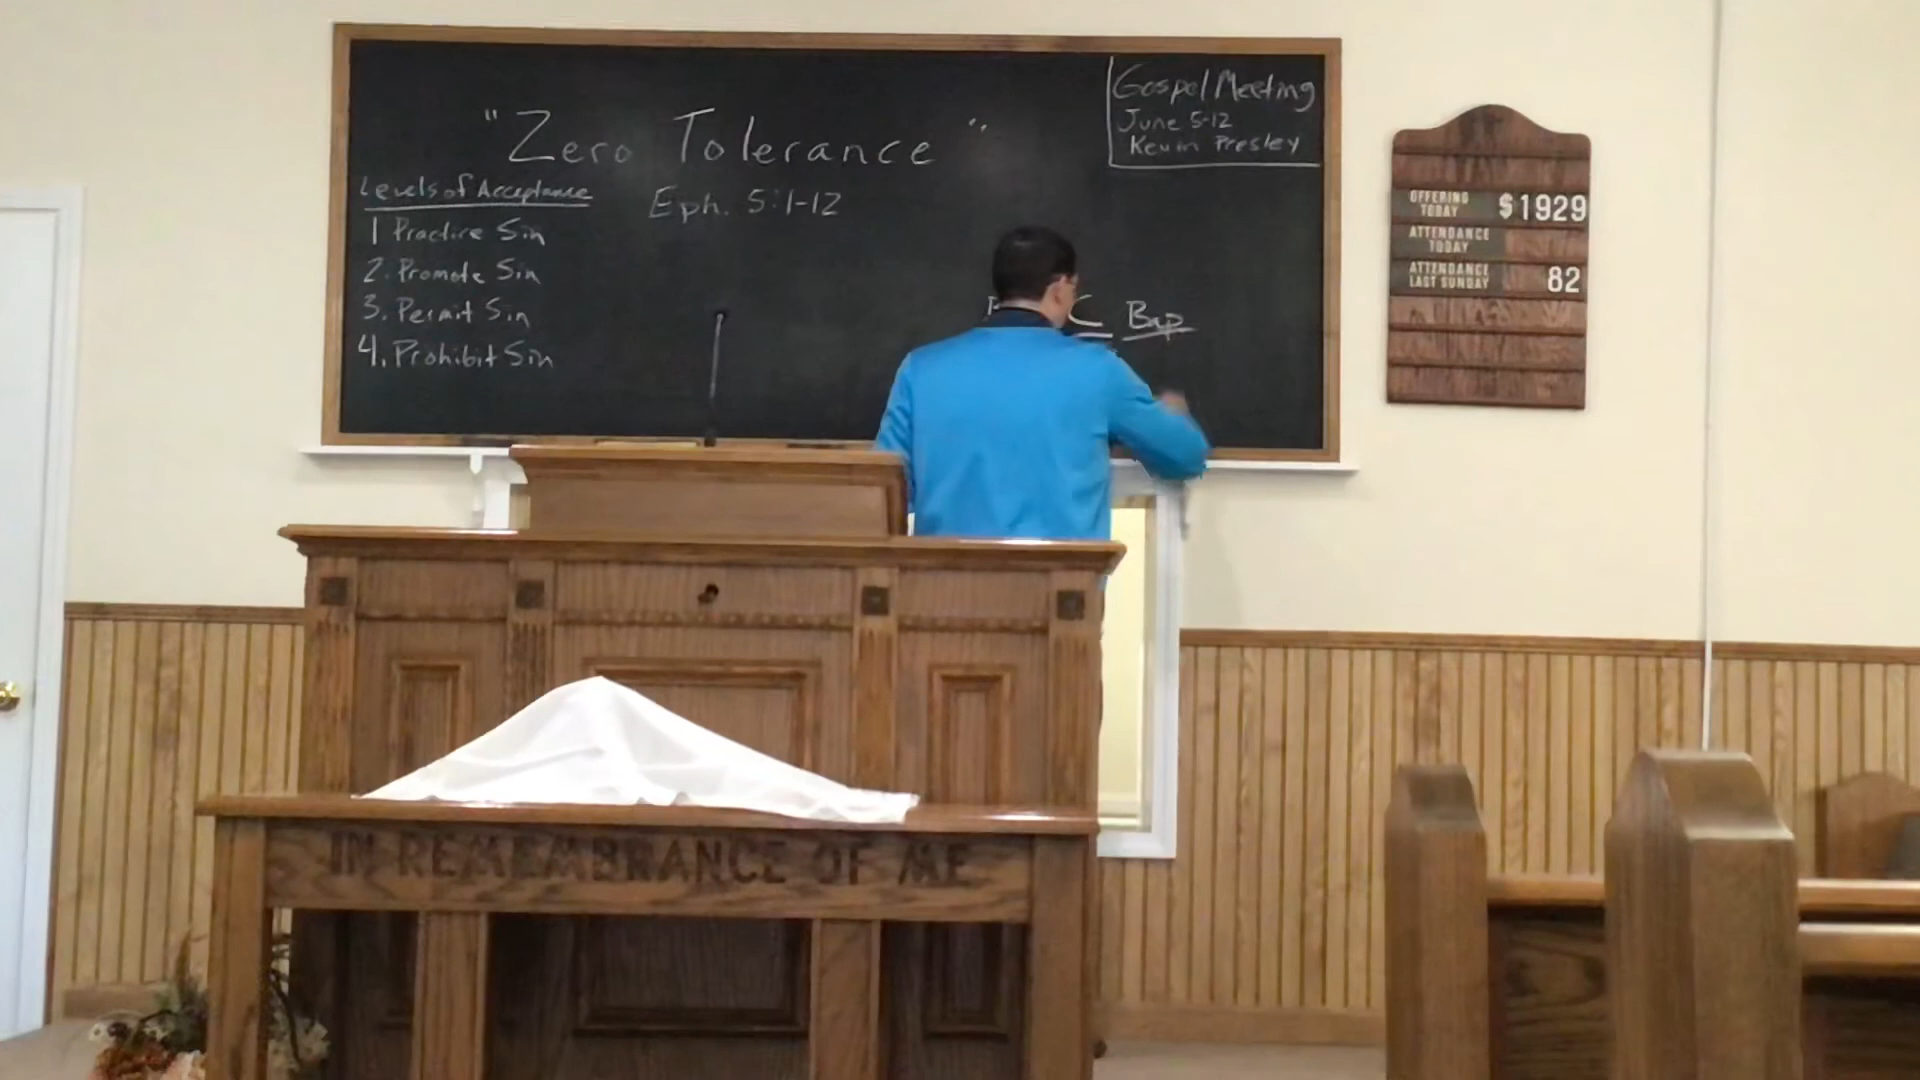 "Zero Tolerance"
Eph. 5:1-12
Levels of Acceptance
1 Practice Sin
2. Promote Sin
3. Permit Sin
4. Prohibit Sin
Gospel Meeting
June 5-12
Kevin Presley
C Bap
OFFERING
TODAY $1929
ATTENDANCE
TODAY
ATTENDANCE
LAST SUNDAY 82
IN REMEMBRANCE OF ME